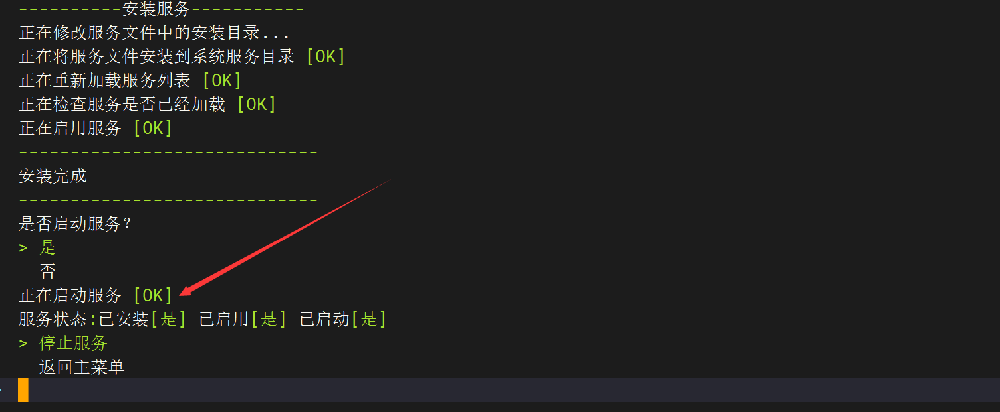 ----------安装服务-----------
正在修改服务文件中的安装目录...
正在将服务文件安装到系统服务目录 [OK]
正在重新加载服务列表 [OK]
正在检查服务是否已经加载 [OK]
正在启用服务 [OK]
-----------------------------
安装完成
-----------------------------
是否启动服务?
> 是
  否
正在启动服务 [OK]
服务状态:已安装[是] 已启用[是] 已启动[是]
> 停止服务
  返回主菜单